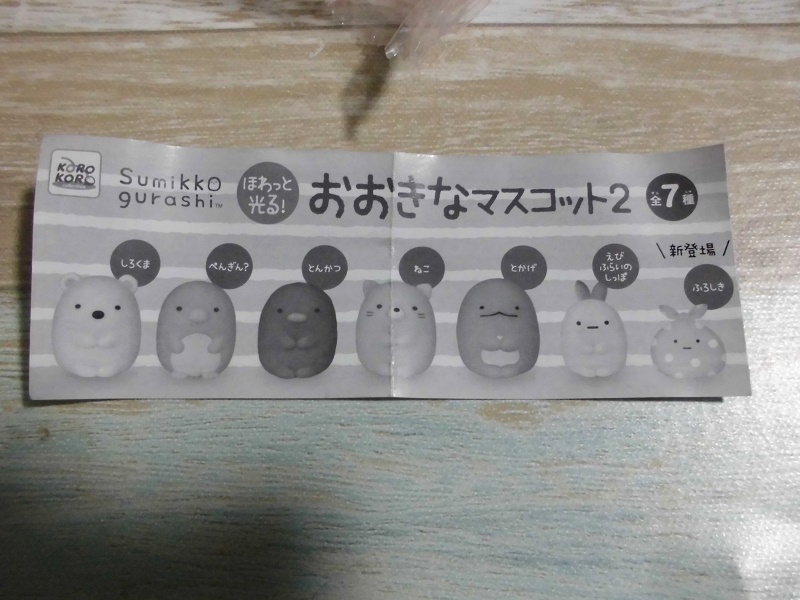 KORO
KORO
Sumikko
gurashi™
ほわっと
光る!
おおきなマスコット2
全7種
\ 新登場 /
しろくま
ぺんぎん?
とんかつ
ねこ
とかげ
えび
ふらいの
しっぽ
ふろしき